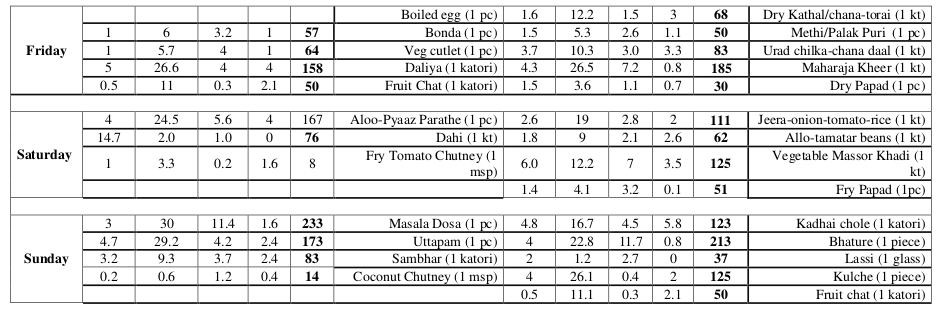 Boiled egg (1 pc) 1.6 12.2 1.5 3 68 Dry Kathal/chana-torai (1 kt)
Friday 1 6 3.2 1 57 Bonda (1 pc) 1.5 5.3 2.6 1.1 50 Methi/Palak Puri (1 pc)
1 5.7 4 1 64 Veg cutlet (1 pc) 3.7 10.3 3.0 3.3 83 Urad chilka-chana daal (1 kt)
5 26.6 4 4 158 Daliya (1 katori) 4.3 26.5 7.2 0.8 185 Maharaja Kheer (1 kt)
0.5 11 0.3 2.1 50 Fruit Chat (1 katori) 1.5 3.6 1.1 0.7 30 Dry Papad (1 pc)
Saturday 4 24.5 5.6 4 167 Aloo-Pyaaz Parathe (1 pc) 2.6 19 2.8 2 111 Jeera-onion-tomato-rice (1 kt)
14.7 2.0 1.0 0 76 Dahi (1 kt) 1.8 9 2.1 2.6 62 Allo-tamatar beans (1 kt)
1 3.3 0.2 1.6 8 Fry Tomato Chutney (1 msp) 6.0 12.2 7 3.5 125 Vegetable Massor Khadi (1 kt)
1.4 4.1 3.2 0.1 51 Fry Papad (1pc)
Sunday 3 30 11.4 1.6 233 Masala Dosa (1 pc) 4.8 16.7 4.5 5.8 123 Kadhai chole (1 katori)
4.7 29.2 4.2 2.4 173 Uttapam (1 pc) 4 22.8 11.7 0.8 213 Bhature (1 piece)
3.2 9.3 3.7 2.4 83 Sambhar (1 katori) 2 1.2 2.7 0 37 Lassi (1 glass)
0.2 0.6 1.2 0.4 14 Coconut Chutney (1 msp) 4 26.1 0.4 2 125 Kulche (1 piece)
0.5 11.1 0.3 2.1 50 Fruit chat (1 katori)